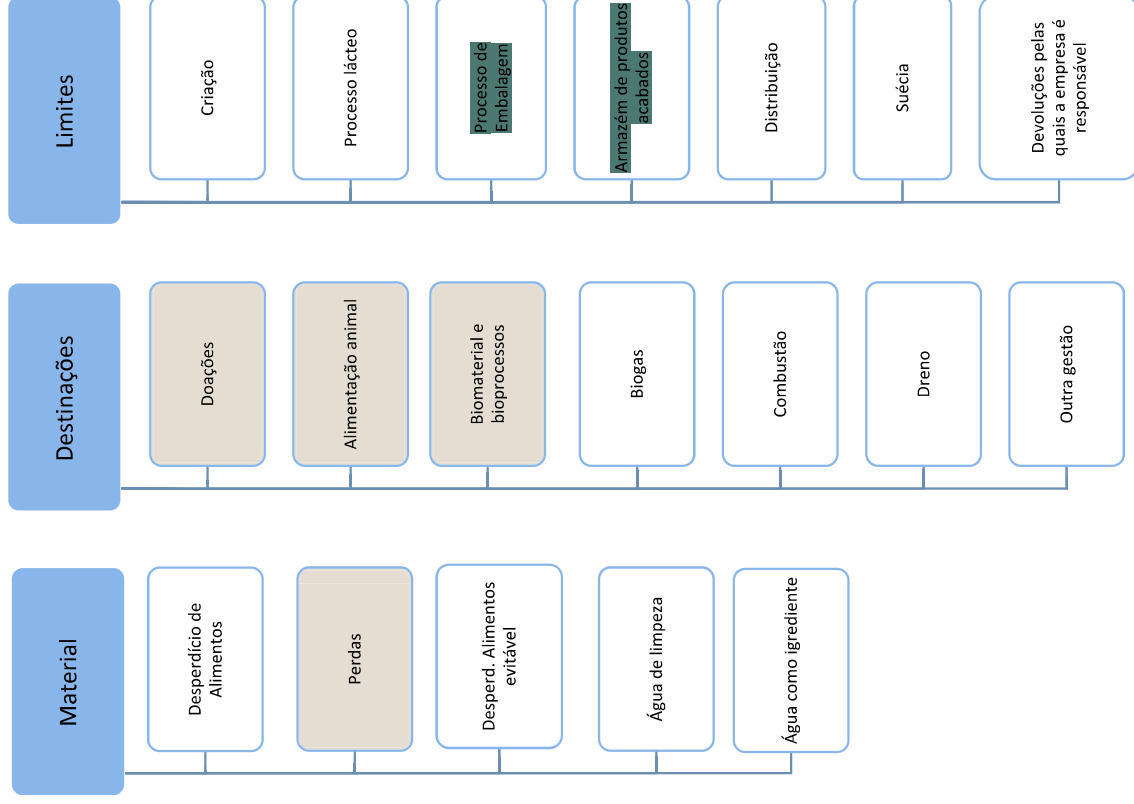 Material
Desperdício de
Alimentos
Perdas
Desperd. Alimentos
evitável
Água de limpeza
Água como igrediente
Destinações
Doações
Alimentação animal
Biomaterial e
bioprocessos
Biogas
Combustão
Dreno
Outra gestão
Limites
Criação
Processo lácteo
Processo de
Embalagem
Armazém de produtos
acabados
Distribuição
Suécia
Devoluções pelas
quais a empresa é
responsável